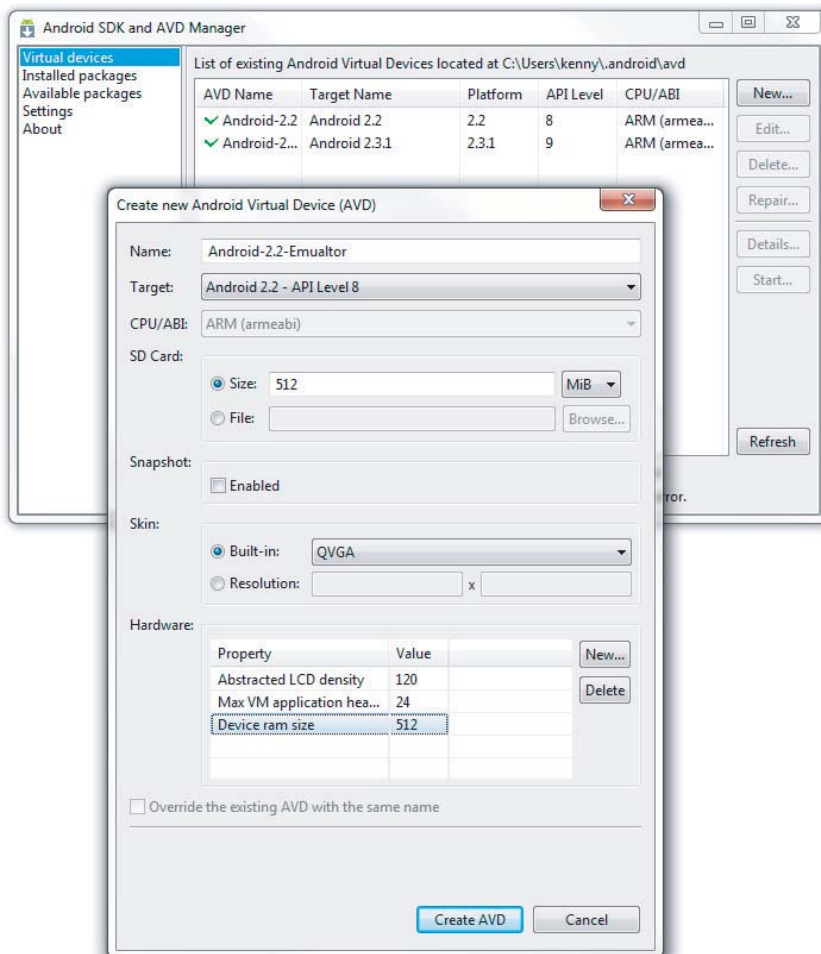 Android SDK and AVD Manager
Virtual devices
Installed packages
Available packages
Settings
About
List of existing Android Virtual Devices located at C:\Users\kenny\.android\avd
AVD Name Target Name Platform API Level CPU/ABI
Android-2.2 Android 2.2 2.2 8 ARM (armea...
Android-2... Android 2.3.1 2.3.1 9 ARM (armea...
New...
Edit...
Delete...
Repair...
Details...
Start...
Refresh
ror.
Create new Android Virtual Device (AVD)
Name: Android-2.2-Emualtor
Target: Android 2.2 - API Level 8
CPU/ABI: ARM (armeabi)
SD Card:
Size: 512 MiB
File: Browse...
Snapshot:
Enabled
Skin:
Built-in: QVGA
Resolution: x
Hardware:
Property Value New...
Abstracted LCD density 120
Max VM application hea... 24 Delete
Device ram size 512
Override the existing AVD with the same name
Create AVD Cancel